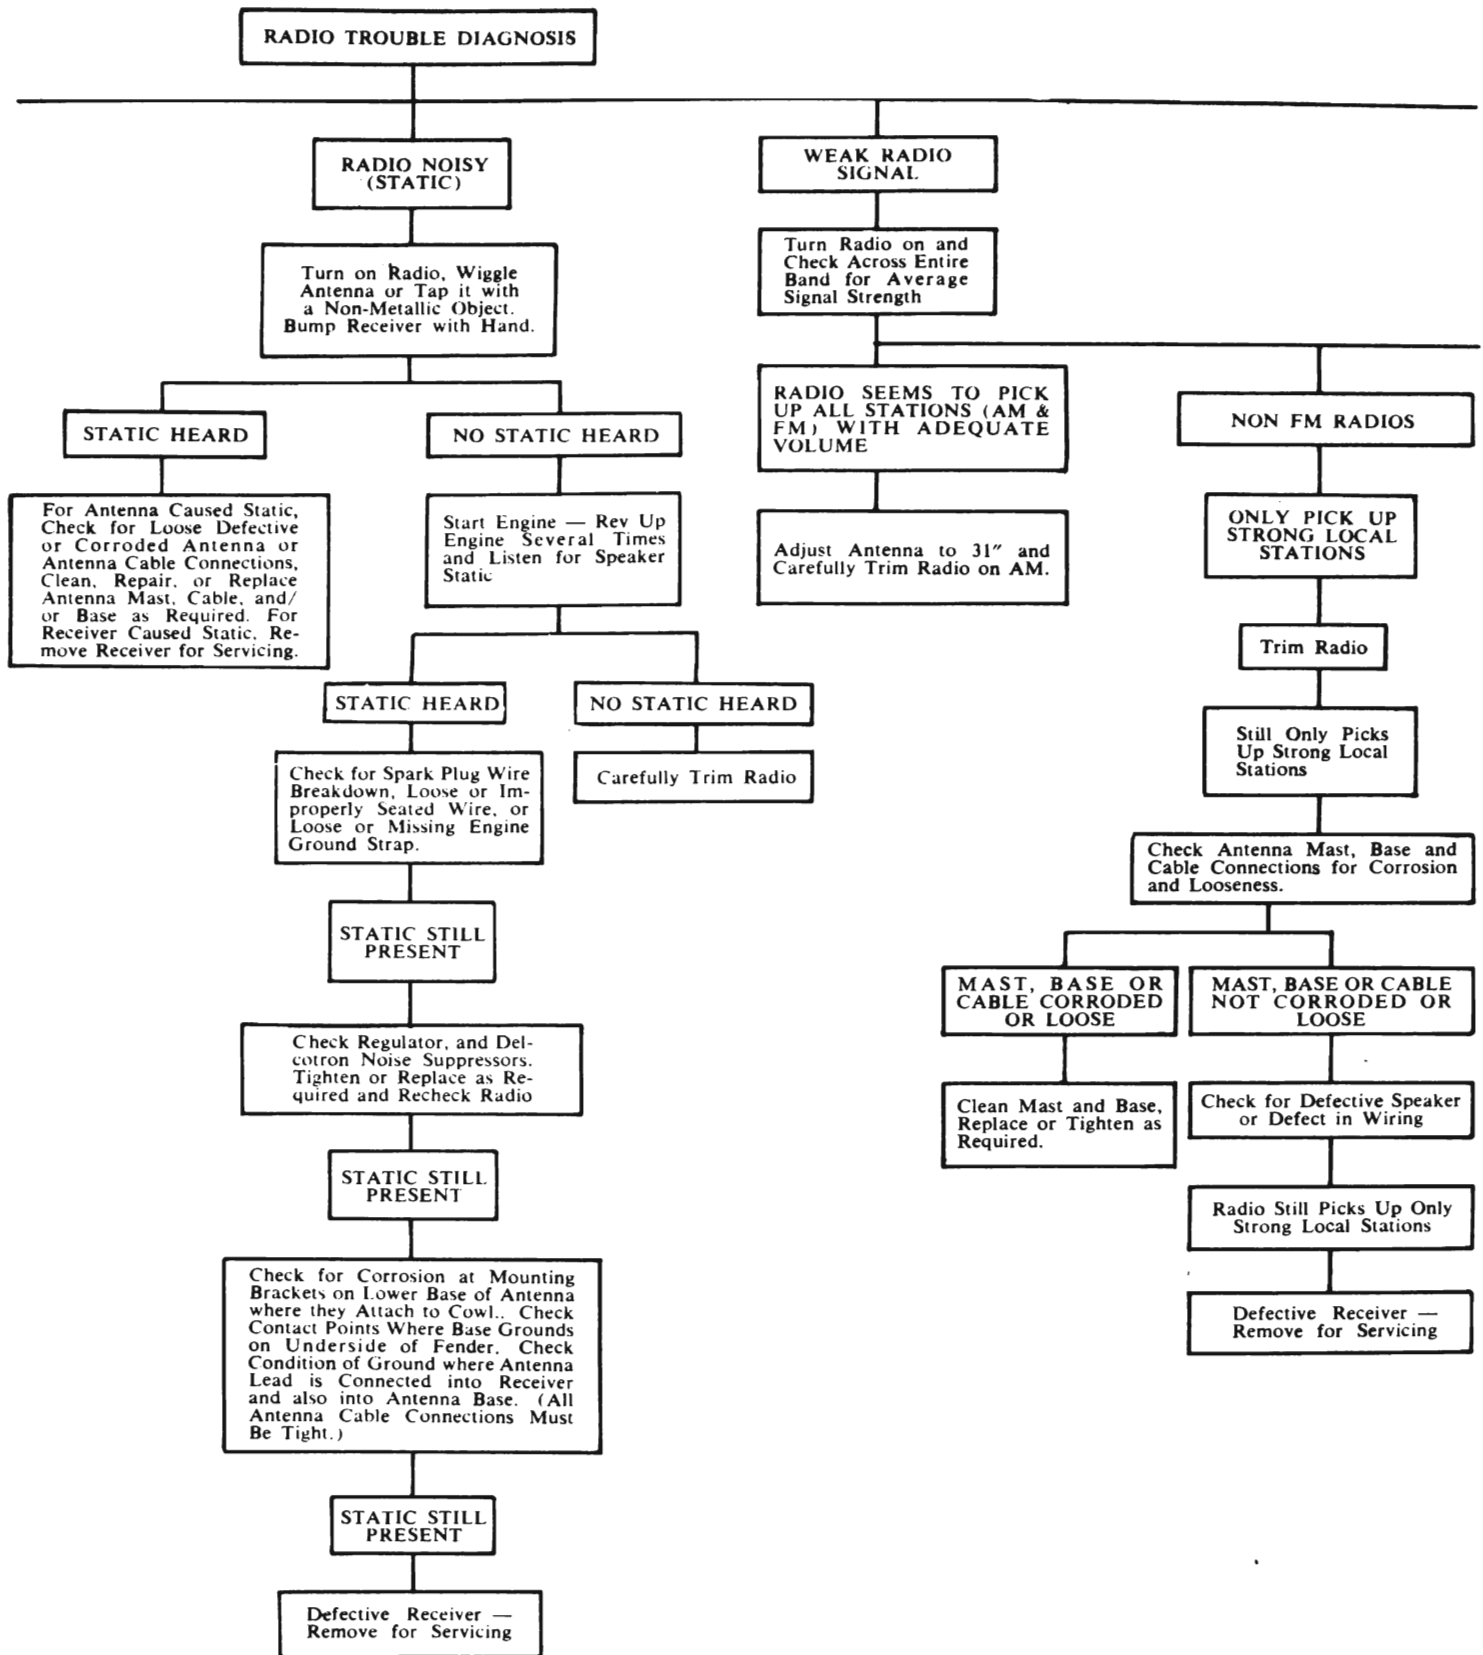 RADIO TROUBLE DIAGNOSIS
RADIO NOISY
(STATIC)
Turn on Radio, Wiggle
Antenna or Tap it with
a Non-Metallic Object.
Bump Receiver with Hand.
STATIC HEARD
For Antenna Caused Static,
Check for Loose Defective
or Corroded Antenna or
Antenna Cable Connections,
Clean, Repair, or Replace
Antenna Mast, Cable, and/
or Base as Required. For
Receiver Caused Static, Re-
move Receiver for Servicing.
NO STATIC HEARD
Start Engine — Rev Up
Engine Several Times
and Listen for Speaker
Static
STATIC HEARD
Check for Spark Plug Wire
Breakdown, Loose or Im-
properly Seated Wire, or
Loose or Missing Engine
Ground Strap.
STATIC STILL
PRESENT
Check Regulator, and Del-
cotron Noise Suppressors.
Tighten or Replace as Re-
quired and Recheck Radio
STATIC STILL
PRESENT
Check for Corrosion at Mounting
Brackets on Lower Base of Antenna
where they Attach to Cowl.. Check
Contact Points Where Base Grounds
on Underside of Fender. Check
Condition of Ground where Antenna
Lead is Connected into Receiver
and also into Antenna Base. (All
Antenna Cable Connections Must
Be Tight.)
STATIC STILL
PRESENT
Defective Receiver —
Remove for Servicing
NO STATIC HEARD
Carefully Trim Radio
WEAK RADIO
SIGNAL
Turn Radio on and
Check Across Entire
Band for Average
Signal Strength
RADIO SEEMS TO PICK
UP ALL STATIONS (AM &
FM) WITH ADEQUATE
VOLUME
Adjust Antenna to 31" and
Carefully Trim Radio on AM.
NON FM RADIOS
ONLY PICK UP
STRONG LOCAL
STATIONS
Trim Radio
Still Only Picks
Up Strong Local
Stations
Check Antenna Mast, Base and
Cable Connections for Corrosion
and Looseness.
MAST, BASE OR
CABLE CORRODED
OR LOOSE
Clean Mast and Base,
Replace or Tighten as
Required.
MAST, BASE OR CABLE
NOT CORRODED OR
LOOSE
Check for Defective Speaker
or Defect in Wiring
Radio Still Picks Up Only
Strong Local Stations
Defective Receiver —
Remove for Servicing